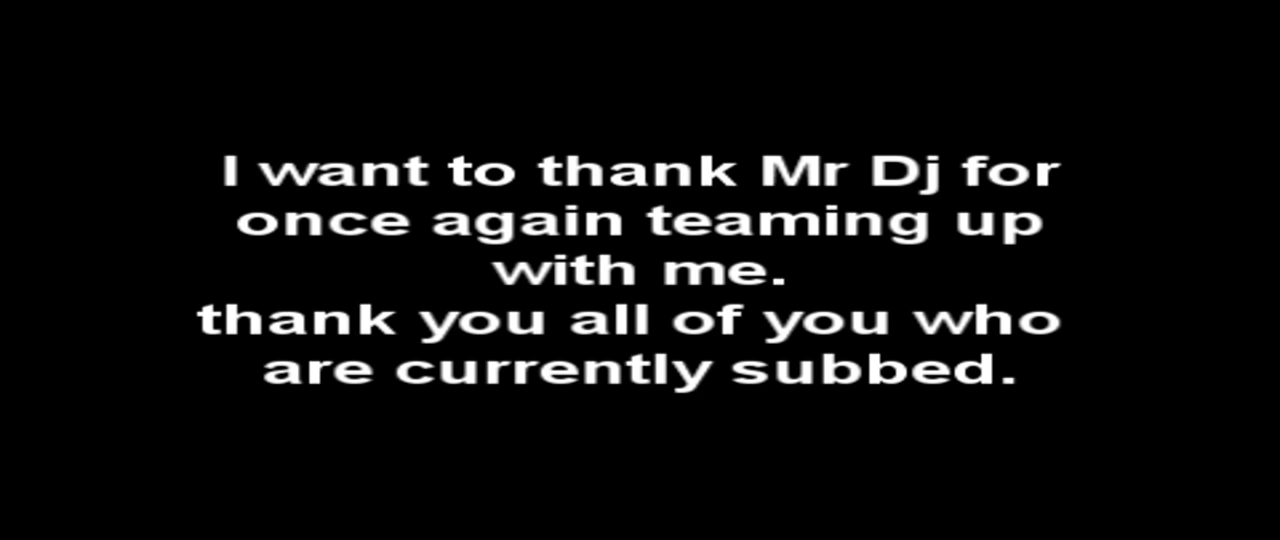 I want to thank Mr Dj for
once again teaming up
with me.
thank you all of you who
are currently subbed.